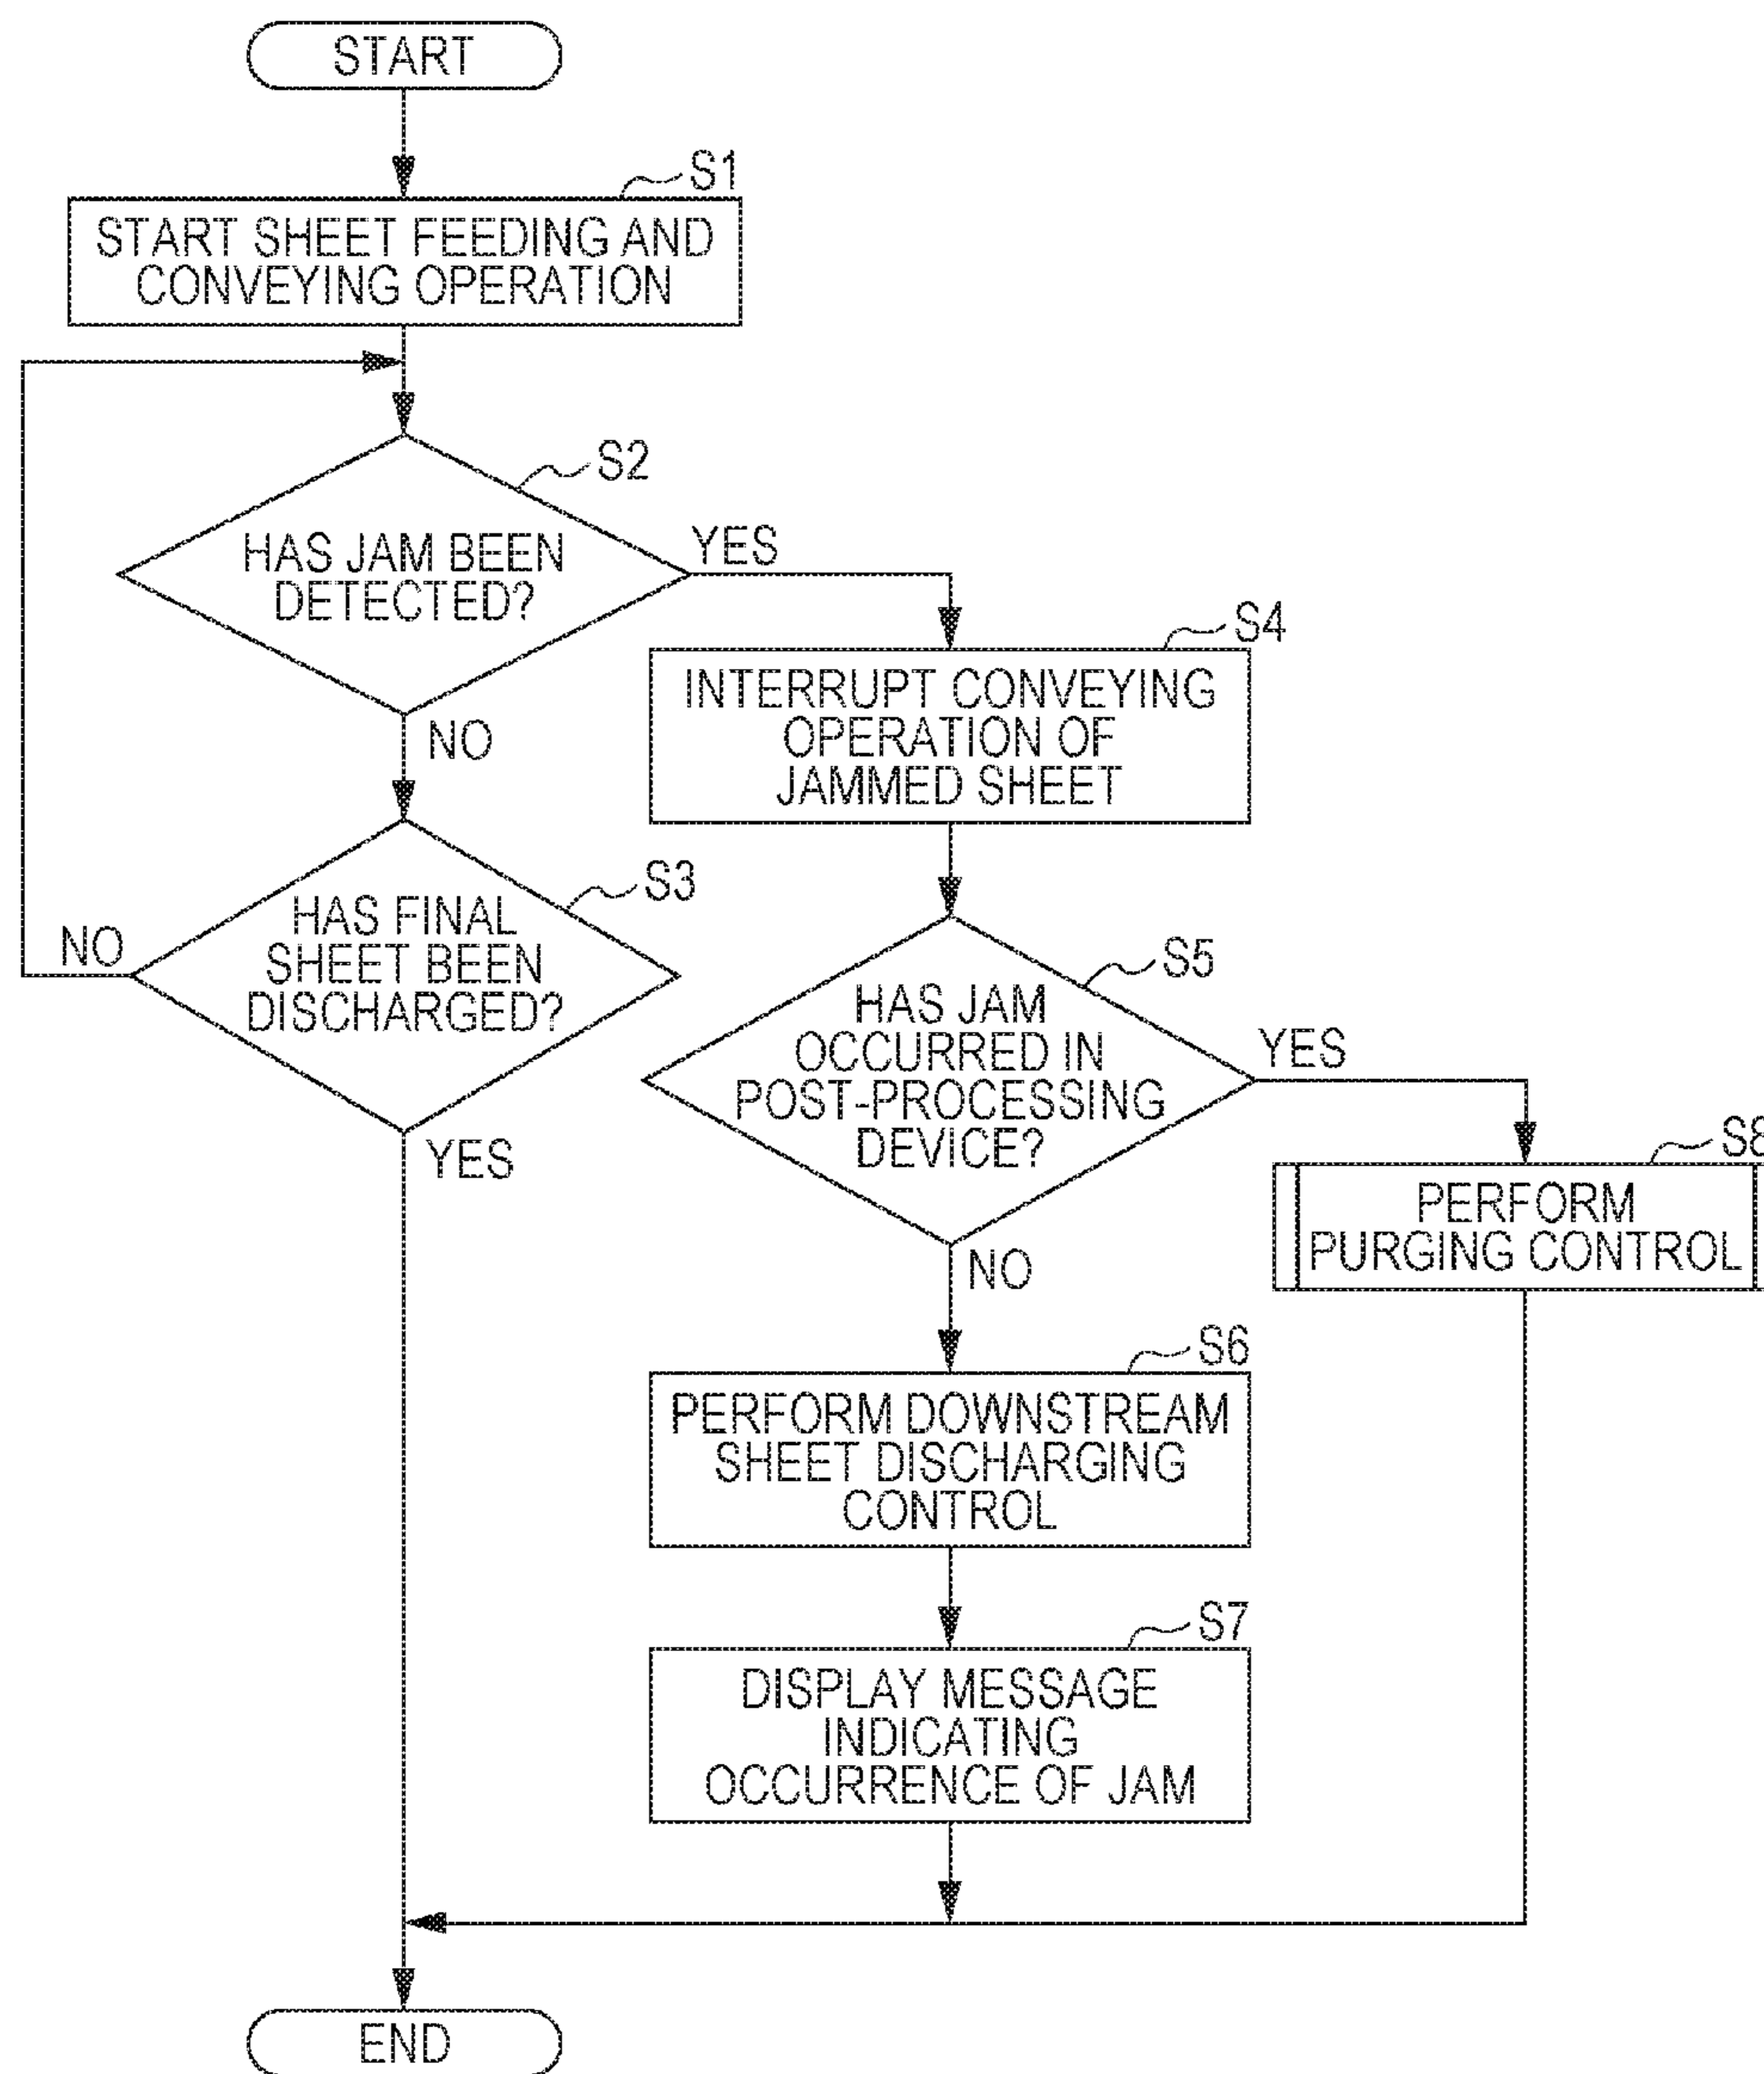 START
S1
START SHEET FEEDING AND
CONVEYING OPERATION
S2
HAS JAM BEEN
DETECTED?
YES
NO
S4
INTERRUPT CONVEYING
OPERATION OF
JAMMED SHEET
S3
HAS FINAL
SHEET BEEN
DISCHARGED?
NO
YES
S5
HAS JAM
OCCURRED IN
POST-PROCESSING
DEVICE?
YES
NO
S8
PERFORM
PURGING CONTROL
S6
PERFORM DOWNSTREAM
SHEET DISCHARGING
CONTROL
S7
DISPLAY MESSAGE
INDICATING
OCCURRENCE OF JAM
END